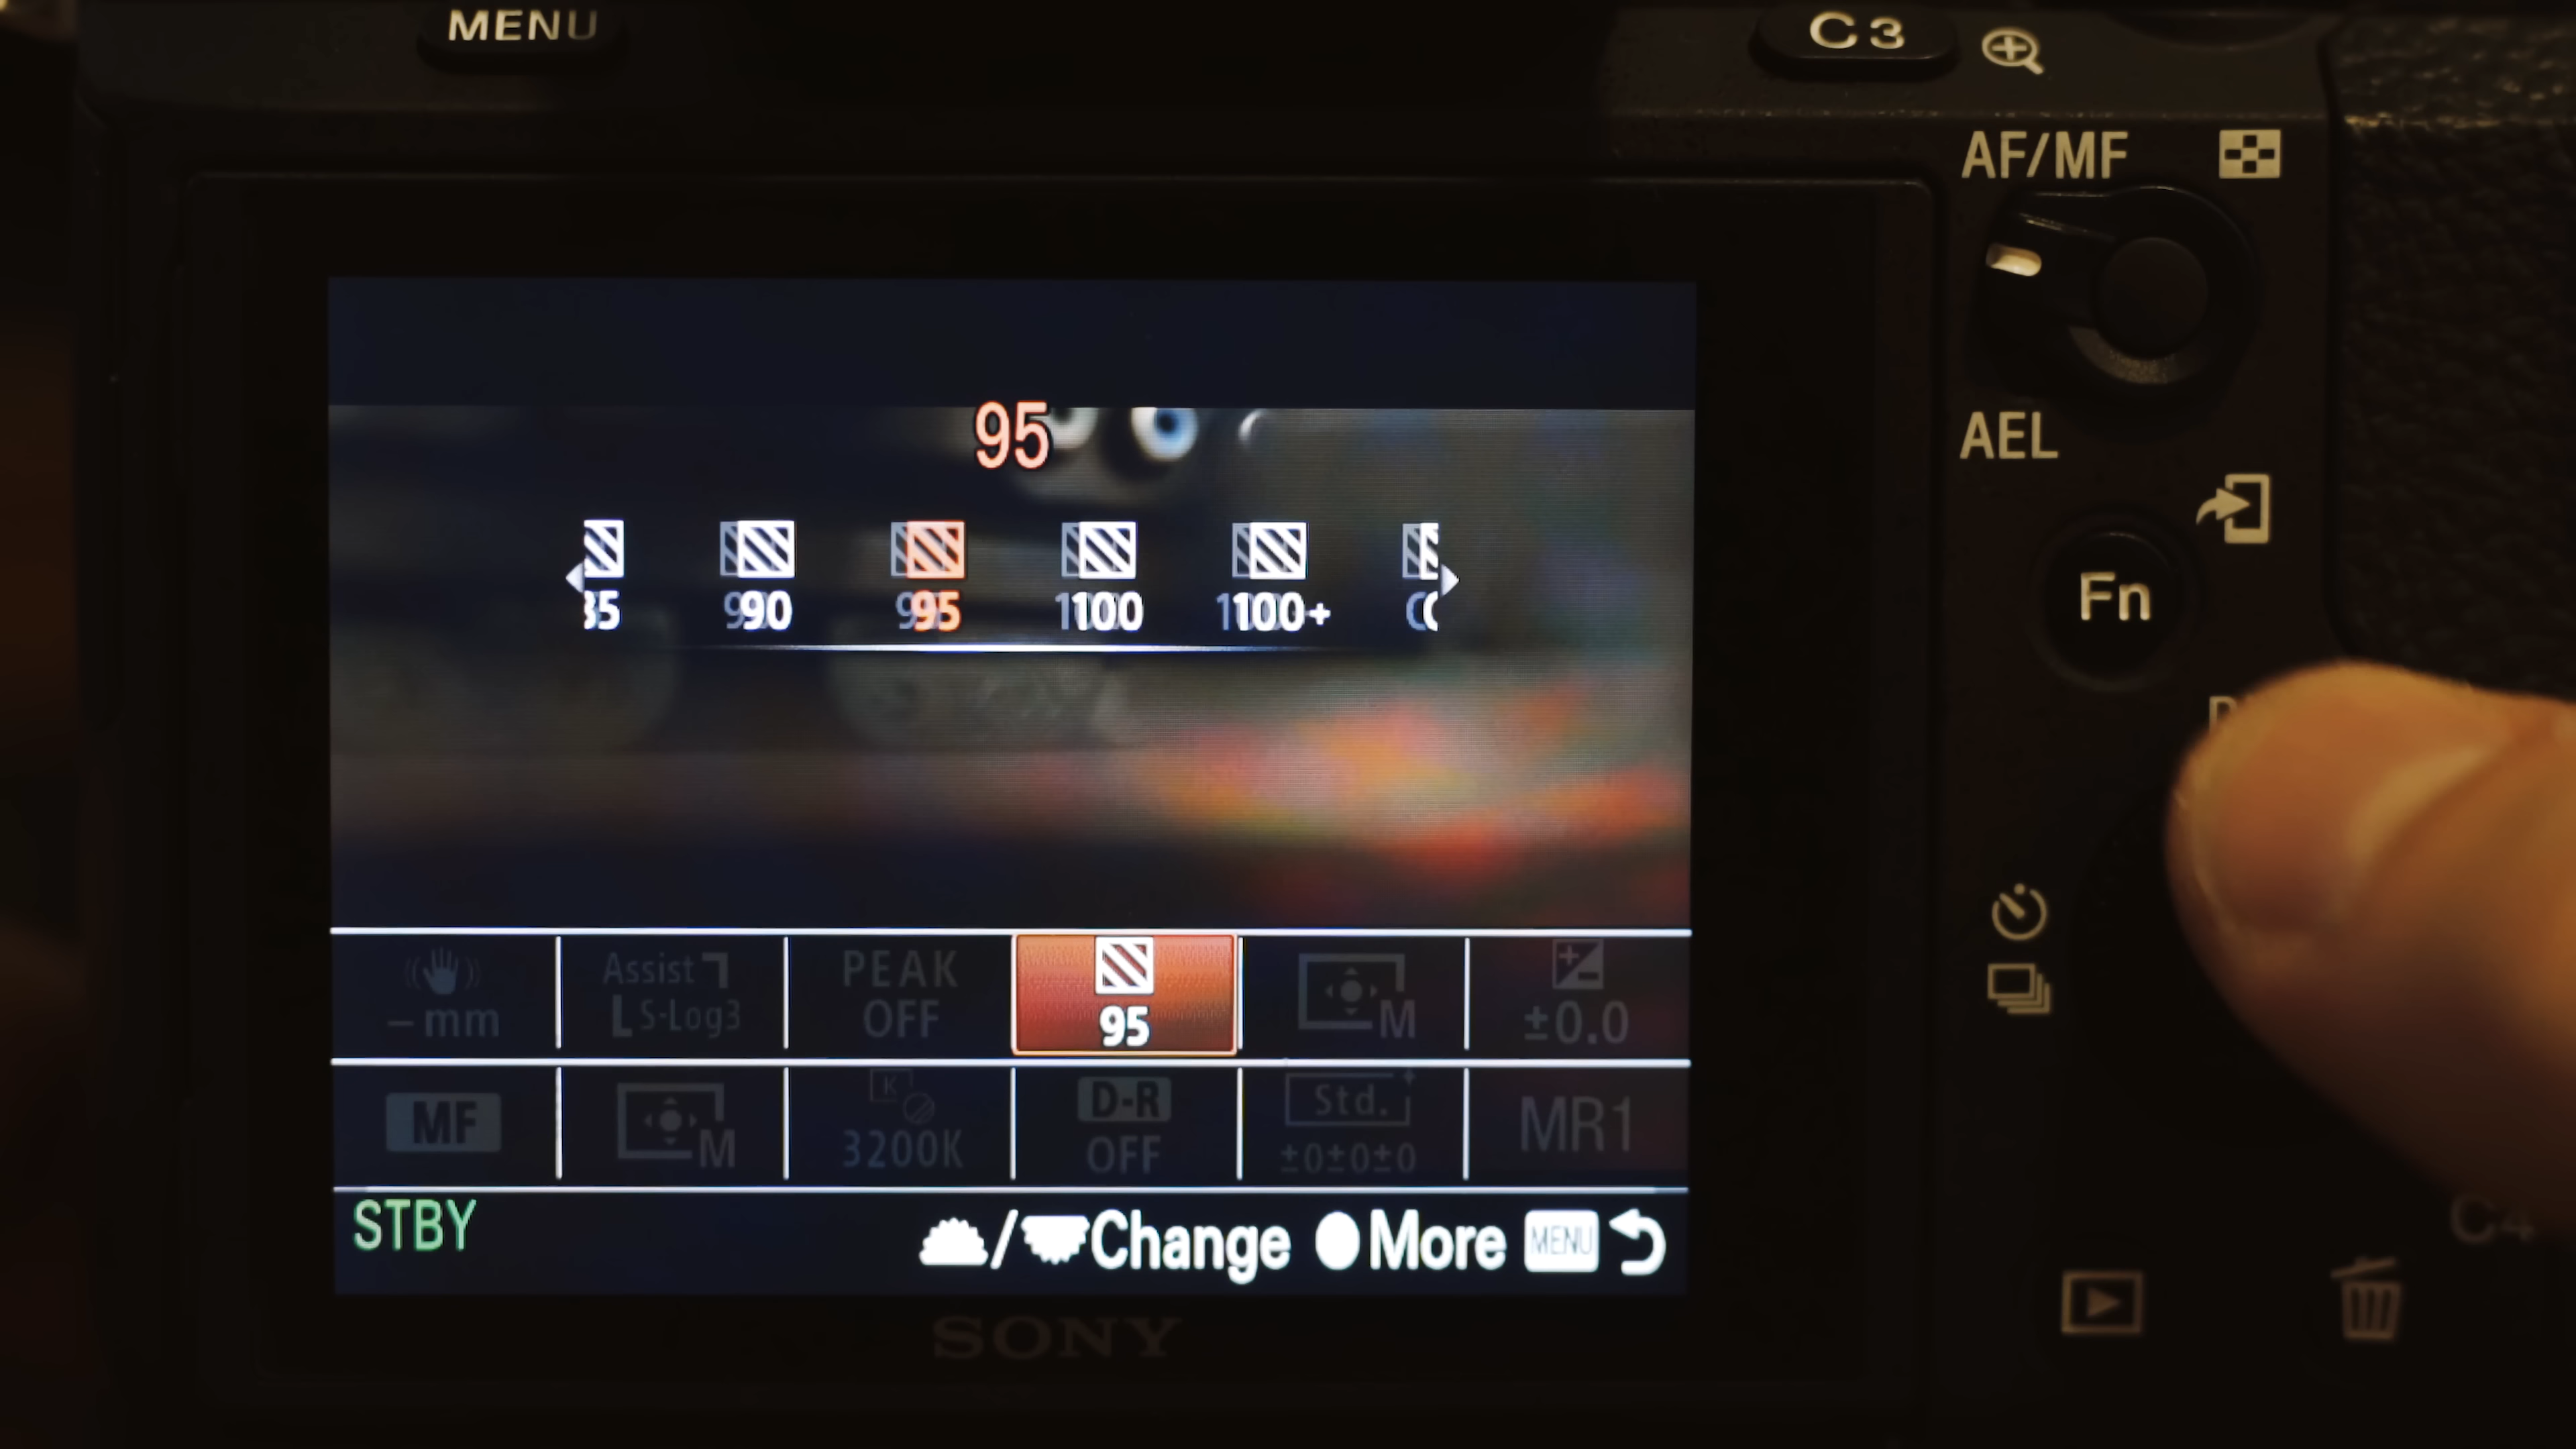 MENU
C3
AF/MF
AEL
95
90 95 100 100+
Fn
Assist
- mm
S-Log3
PEAK
OFF
95
M
±0.0
MF
M
K
3200K
D-R
OFF
Std.
±0±0±0
MR1
STBY
/ Change More MENU
C4
SONY